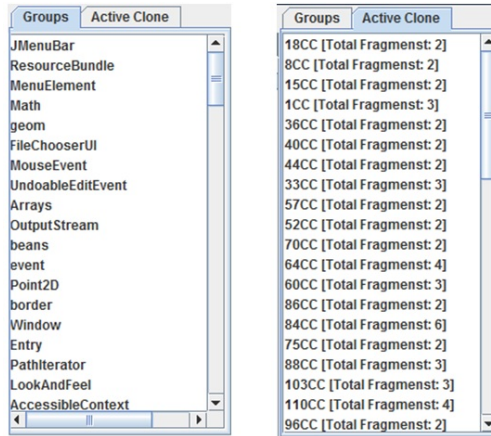 Groups
Active Clone
JMenuBar
ResourceBundle
MenuElement
Math
geom
FileChooserUI
MouseEvent
UndoableEditEvent
Arrays
OutputStream
beans
event
Point2D
border
Window
Entry
PathIterator
LookAndFeel
AccessibleContext
Groups
Active Clone
18CC [Total Fragmenst: 2]
8CC [Total Fragmenst: 2]
15CC [Total Fragmenst: 2]
1CC [Total Fragmenst: 3]
36CC [Total Fragmenst: 2]
40CC [Total Fragmenst: 2]
44CC [Total Fragmenst: 2]
33CC [Total Fragmenst: 3]
57CC [Total Fragmenst: 2]
52CC [Total Fragmenst: 2]
70CC [Total Fragmenst: 2]
64CC [Total Fragmenst: 4]
60CC [Total Fragmenst: 3]
86CC [Total Fragmenst: 2]
84CC [Total Fragmenst: 6]
75CC [Total Fragmenst: 2]
88CC [Total Fragmenst: 3]
103CC [Total Fragmenst: 3]
110CC [Total Fragmenst: 4]
96CC [Total Fragmenst: 2]